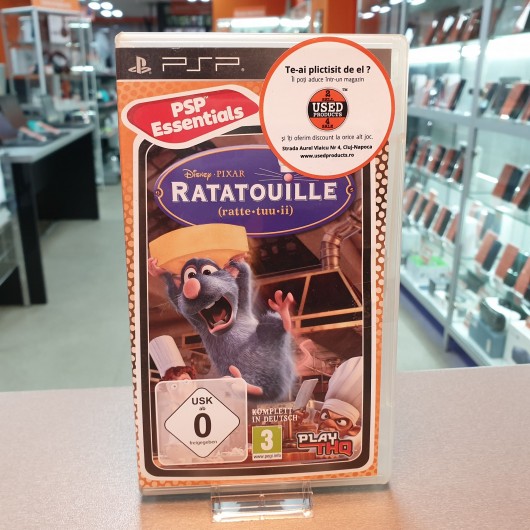 PSP
PSP Essentials
Te-ai plictisit de el ?
Îl poți aduce într-un magazin
USED
PRODUCTS
și îți oferim discount la orice alt joc.
Strada Aurel Vlaicu Nr 4, Cluj-Napoca
www.usedproducts.ro
Disney · PIXAR
RATATOUILLE
(ratte•tuu•ii)
USK
ab
0
freigegeben
KOMPLETT
IN DEUTSCH
3
www.pegi.info
PLAY
THQ